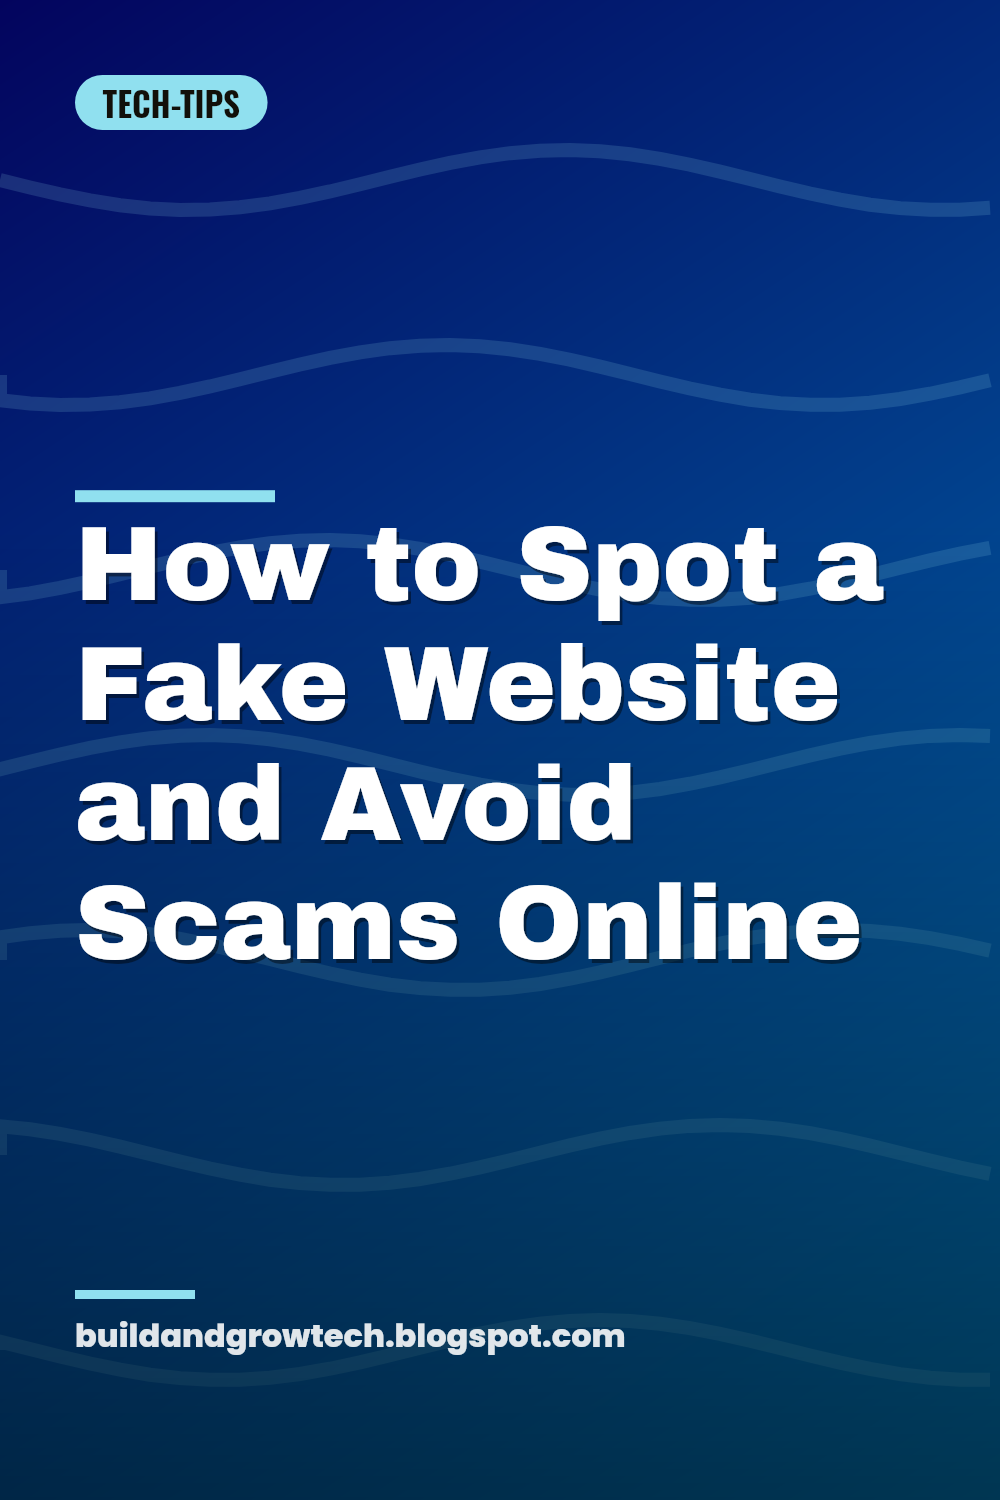 TECH-TIPS
How to Spot a
Fake Website
and Avoid
Scams Online
buildandgrowtech.blogspot.com